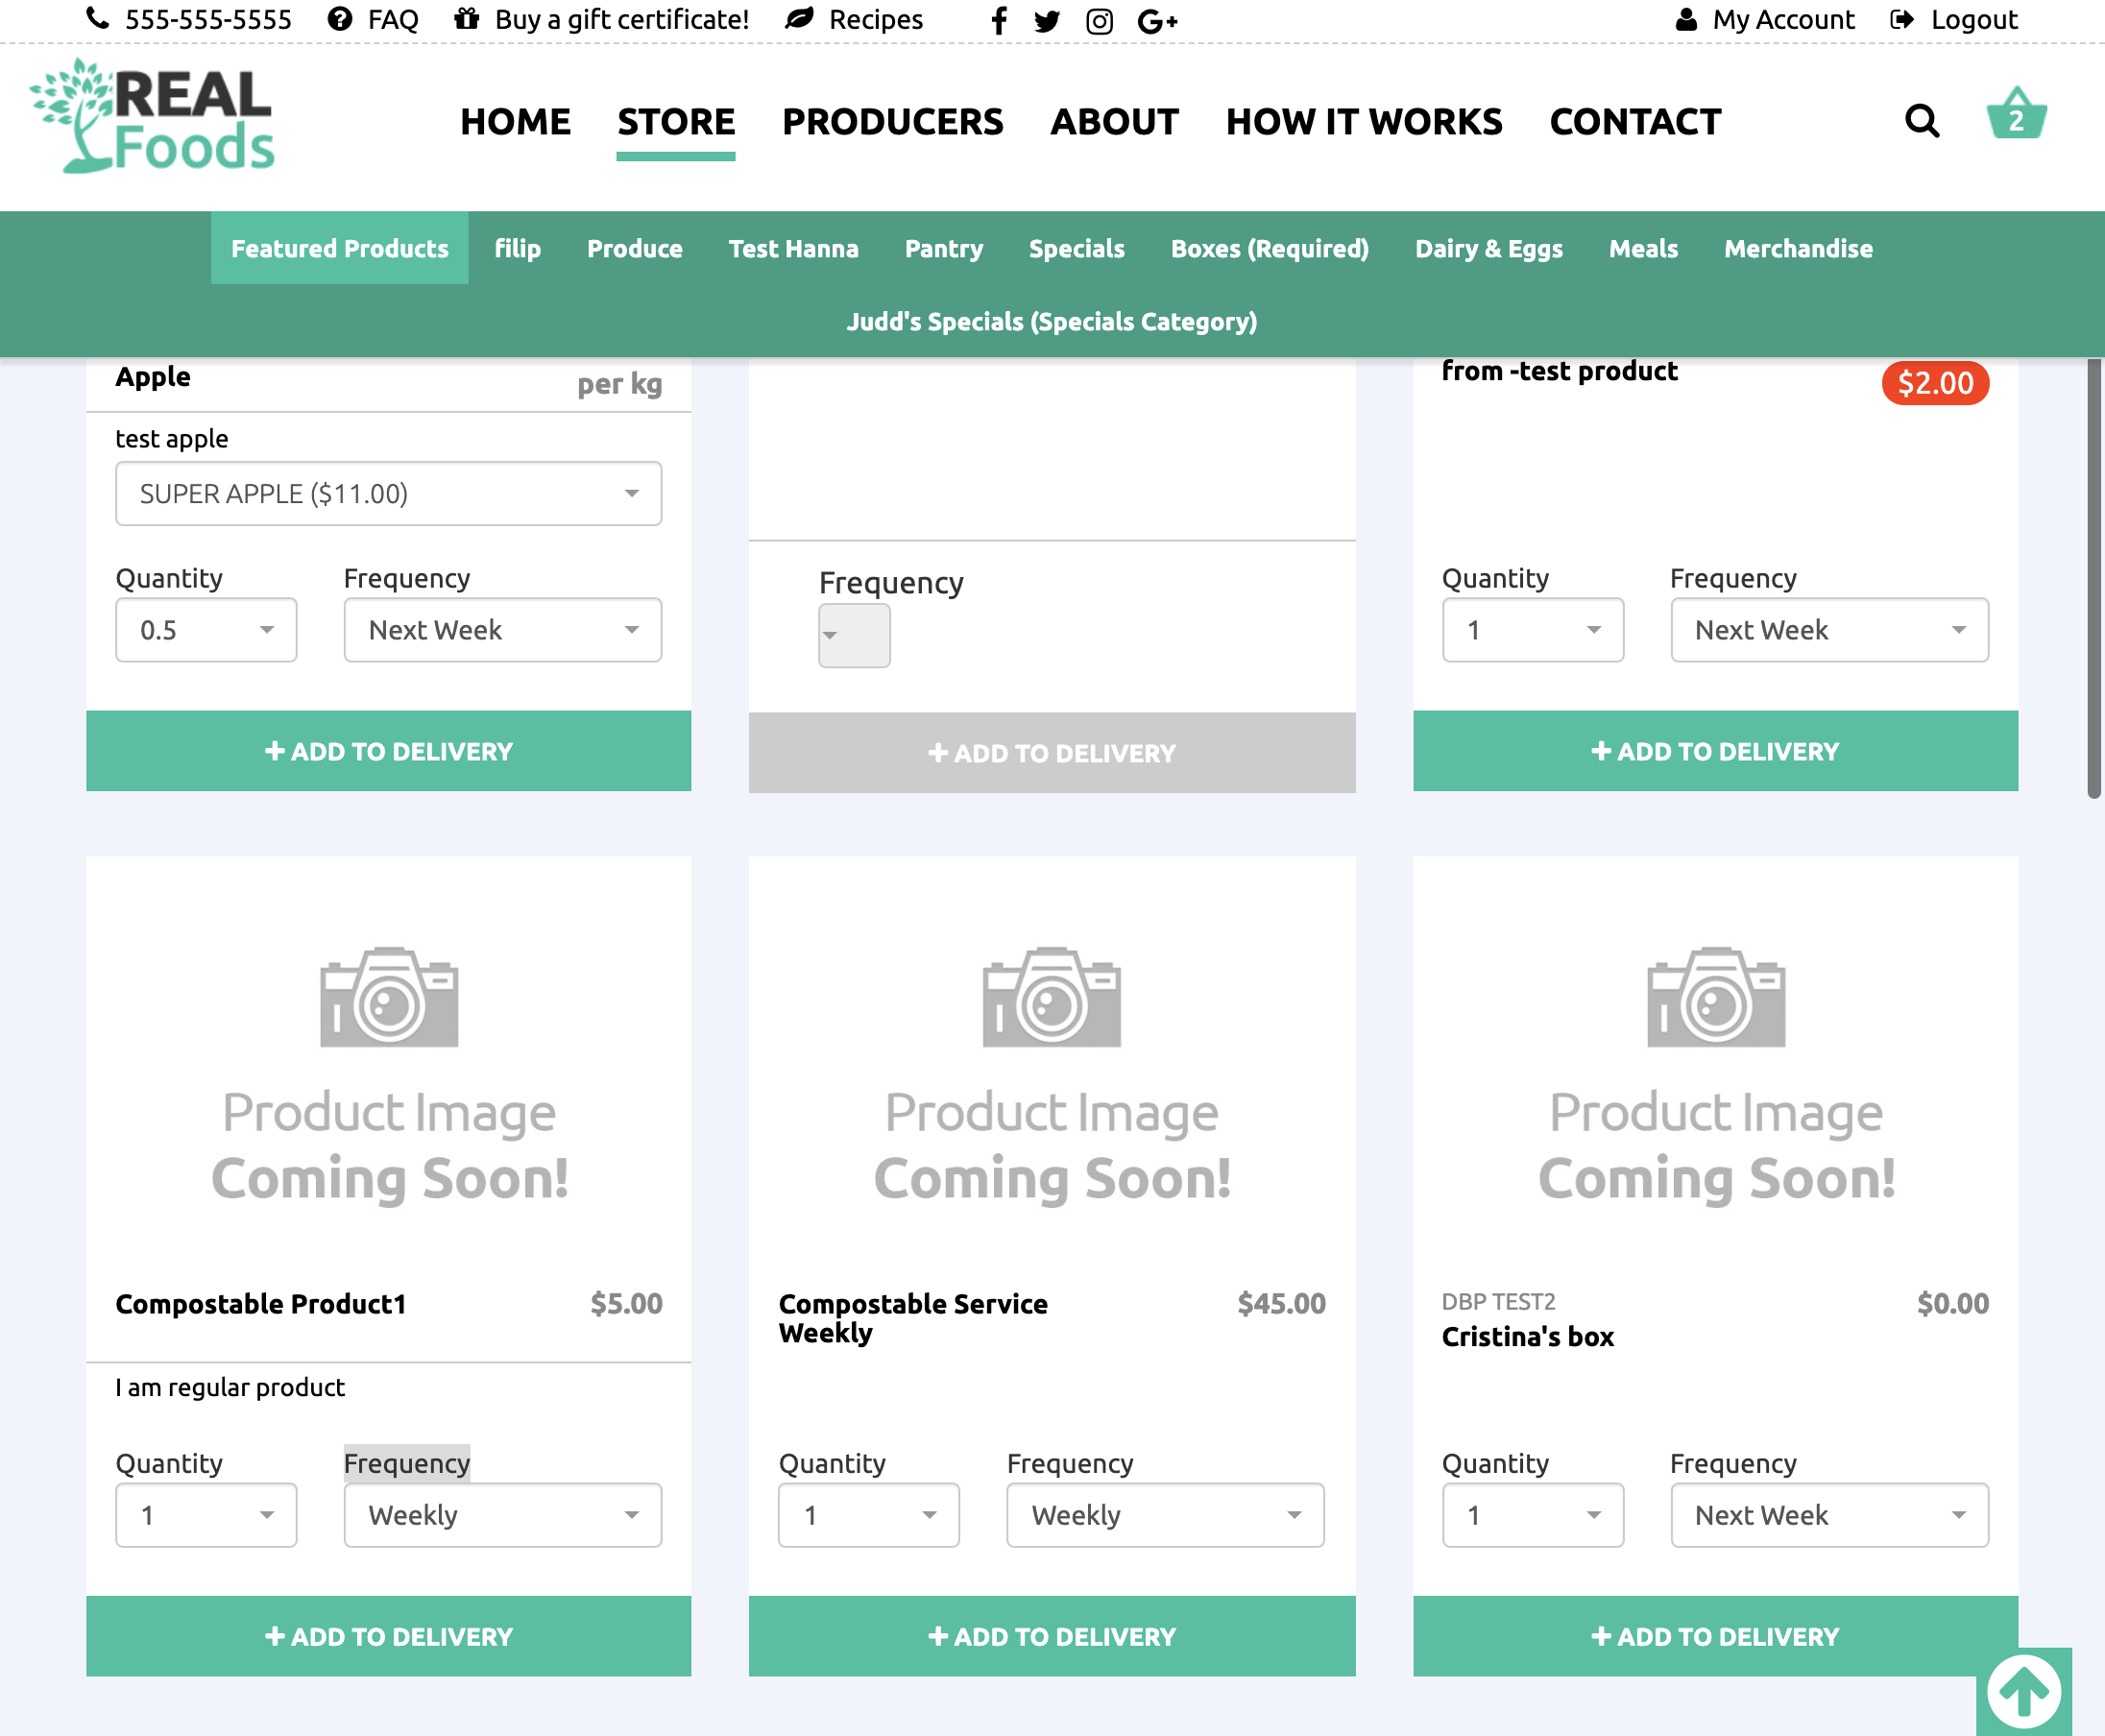 555-555-5555 FAQ Buy a gift certificate! Recipes My Account Logout
REAL
Foods
HOME STORE PRODUCERS ABOUT HOW IT WORKS CONTACT 2
Featured Products filip Produce Test Hanna Pantry Specials Boxes (Required) Dairy & Eggs Meals Merchandise
Judd's Specials (Specials Category)
Apple per kg
test apple
SUPER APPLE ($11.00)
Quantity Frequency
0.5 Next Week
+ ADD TO DELIVERY
Frequency
+ ADD TO DELIVERY
from -test product $2.00
Quantity Frequency
1 Next Week
+ ADD TO DELIVERY
Product Image
Coming Soon!
Compostable Product1 $5.00
I am regular product
Quantity Frequency
1 Weekly
+ ADD TO DELIVERY
Product Image
Coming Soon!
Compostable Service $45.00
Weekly
Quantity Frequency
1 Weekly
+ ADD TO DELIVERY
Product Image
Coming Soon!
DBP TEST2 $0.00
Cristina's box
Quantity Frequency
1 Next Week
+ ADD TO DELIVERY